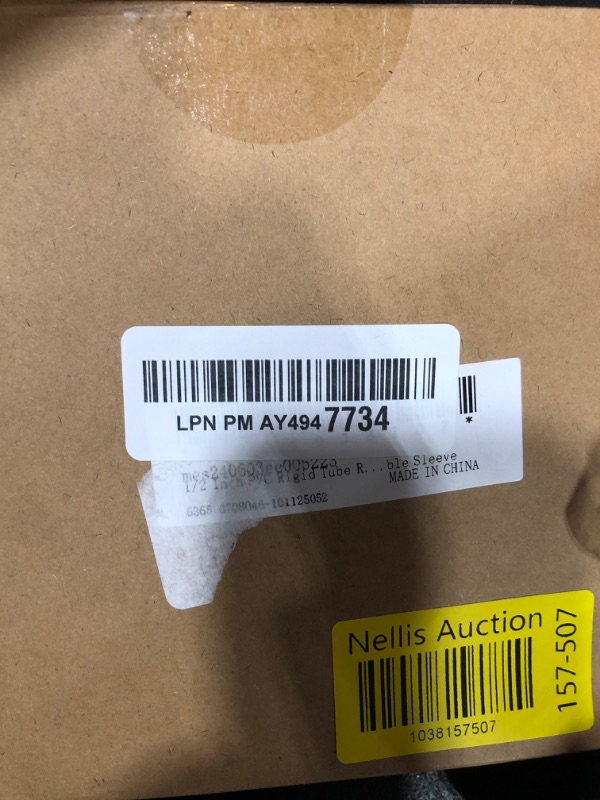 LPN PM AY4947734
*
1/2 Inch PVC Rigid Tube R...ble Sleeve
MADE IN CHINA
Nellis Auction
1038157507
157-507